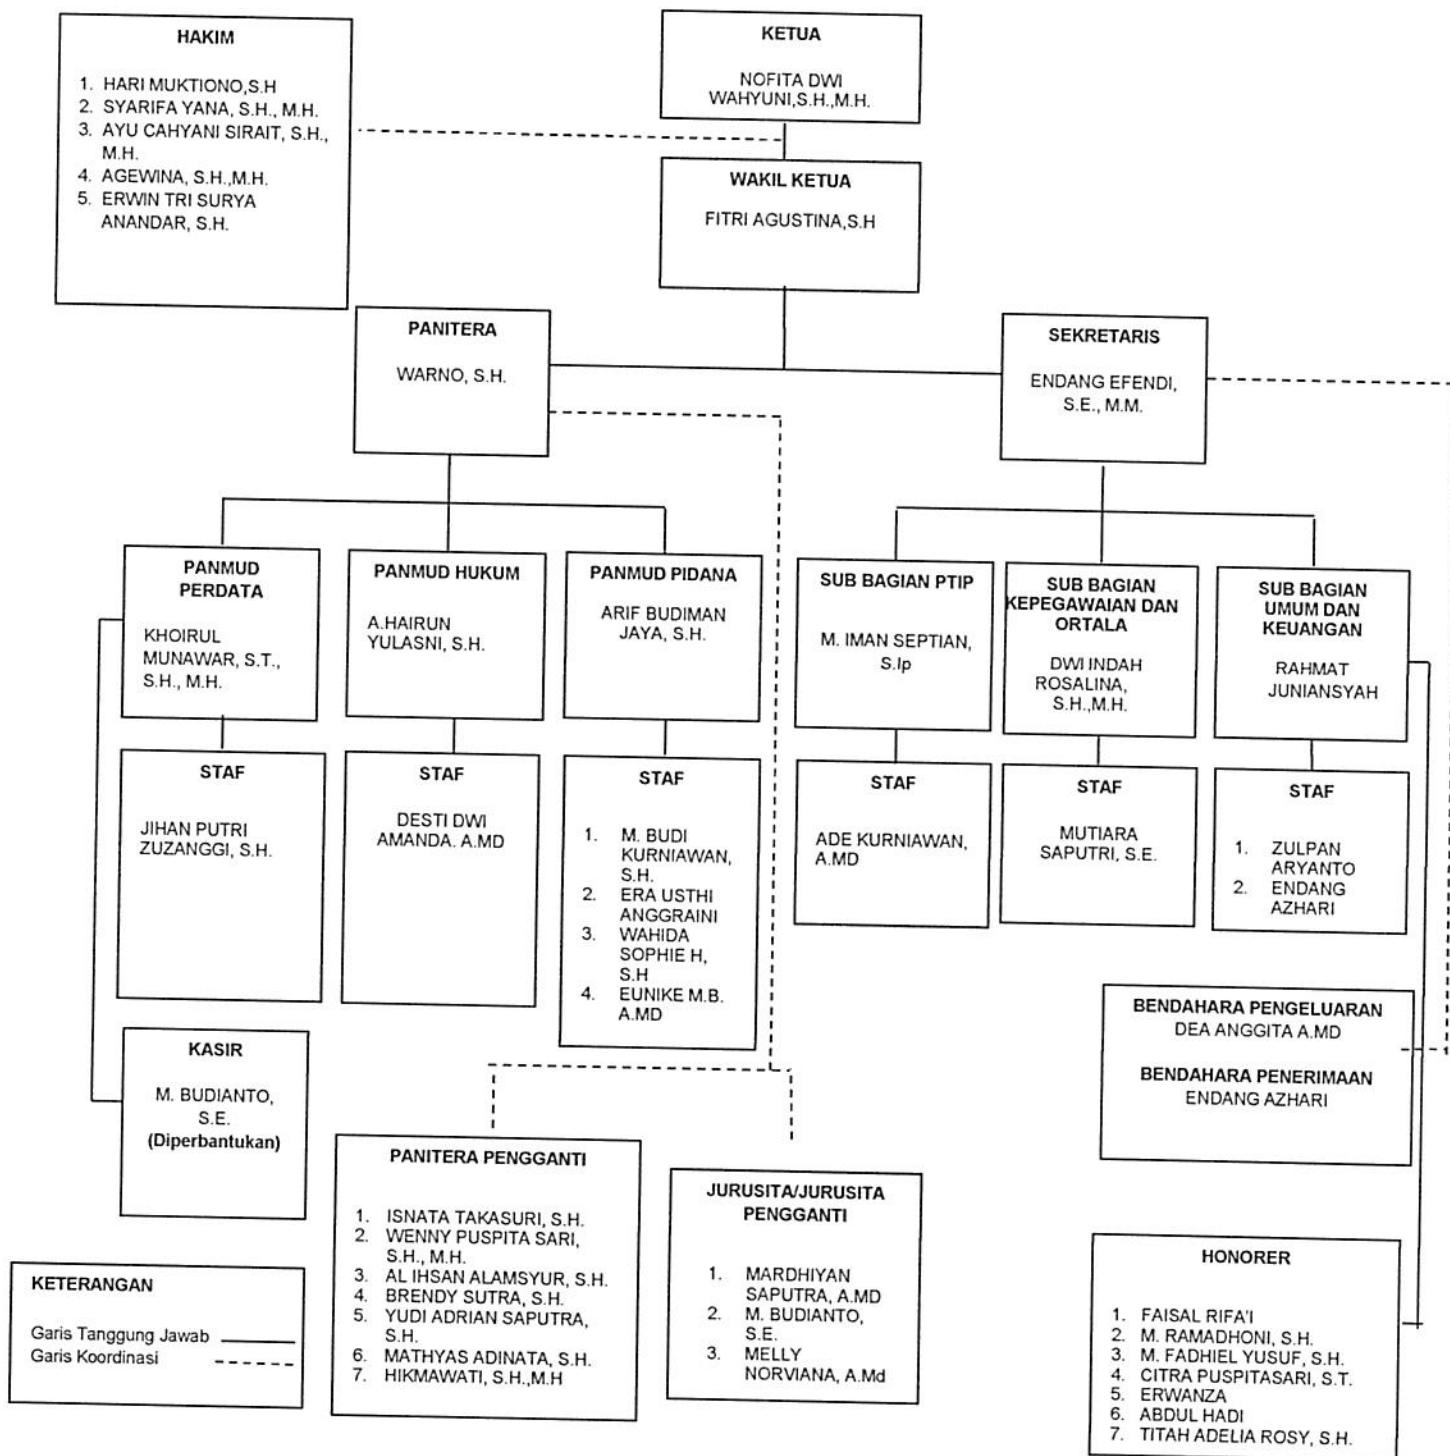 HAKIM
1. HARI MUKTIONO,S.H
2. SYARIFA YANA, S.H., M.H.
3. AYU CAHYANI SIRAIT, S.H.,
M.H.
4. AGEWINA, S.H.,M.H.
5. ERWIN TRI SURYA
ANANDAR, S.H.
KETUA
NOFITA DWI
WAHYUNI,S.H.,M.H.
WAKIL KETUA
FITRI AGUSTINA,S.H
PANITERA
WARNO, S.H.
SEKRETARIS
ENDANG EFENDI,
S.E., M.M.
PANMUD
PERDATA
KHOIRUL
MUNAWAR, S.T.,
S.H., M.H.
PANMUD HUKUM
A.HAIRUN
YULASNI, S.H.
PANMUD PIDANA
ARIF BUDIMAN
JAYA, S.H.
SUB BAGIAN PTIP
M. IMAN SEPTIAN,
S.Ip
SUB BAGIAN
KEPEGAWAIAN DAN
ORTALA
DWI INDAH
ROSALINA,
S.H.,M.H.
SUB BAGIAN
UMUM DAN
KEUANGAN
RAHMAT
JUNIANSYAH
STAF
JIHAN PUTRI
ZUZANGGI, S.H.
STAF
DESTI DWI
AMANDA. A.MD
STAF
1. M. BUDI
KURNIAWAN,
S.H.
2. ERA USTHI
ANGGRAINI
3. WAHIDA
SOPHIE H,
S.H
4. EUNIKE M.B.
A.MD
STAF
ADE KURNIAWAN,
A.MD
STAF
MUTIARA
SAPUTRI, S.E.
STAF
1. ZULPAN
ARYANTO
2. ENDANG
AZHARI
KASIR
M. BUDIANTO,
S.E.
(Diperbantukan)
BENDAHARA PENGELUARAN
DEA ANGGITA A.MD
BENDAHARA PENERIMAAN
ENDANG AZHARI
PANITERA PENGGANTI
1. ISNATA TAKASURI, S.H.
2. WENNY PUSPITA SARI,
S.H., M.H.
3. AL IHSAN ALAMSYUR, S.H.
4. BRENDY SUTRA, S.H.
5. YUDI ADRIAN SAPUTRA,
S.H.
6. MATHYAS ADINATA, S.H.
7. HIKMAWATI, S.H.,M.H
JURUSITA/JURUSITA
PENGGANTI
1. MARDHIYAN
SAPUTRA, A.MD
2. M. BUDIANTO,
S.E.
3. MELLY
NORVIANA, A.Md
HONORER
1. FAISAL RIFA'I
2. M. RAMADHONI, S.H.
3. M. FADHIEL YUSUF, S.H.
4. CITRA PUSPITASARI, S.T.
5. ERWANZA
6. ABDUL HADI
7. TITAH ADELIA ROSY, S.H.
KETERANGAN
Garis Tanggung Jawab
Garis Koordinasi